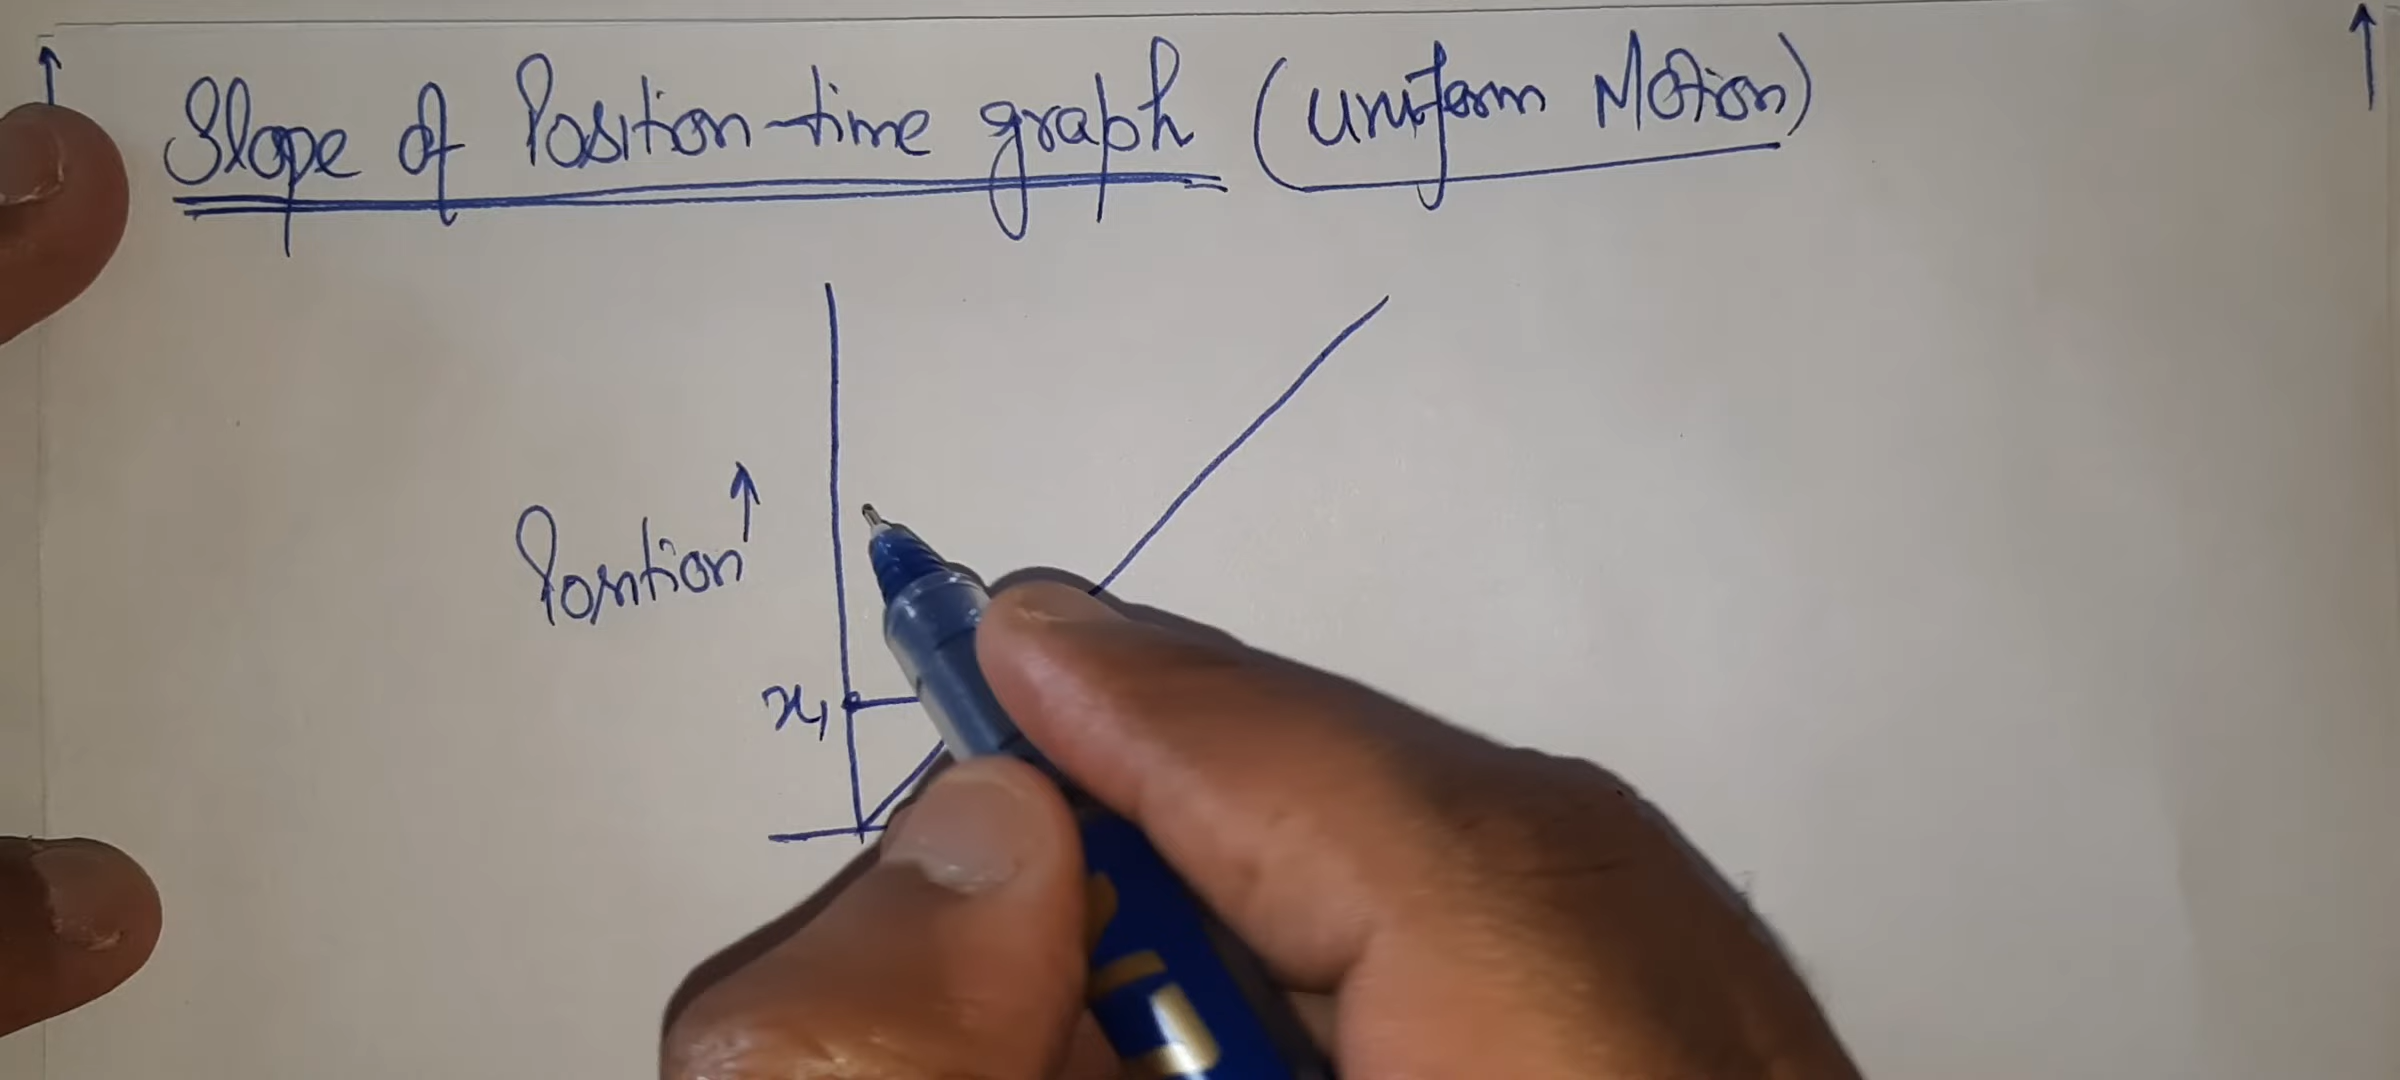 Slope of Position-time graph (uniform Motion)
Position ↑
x₁